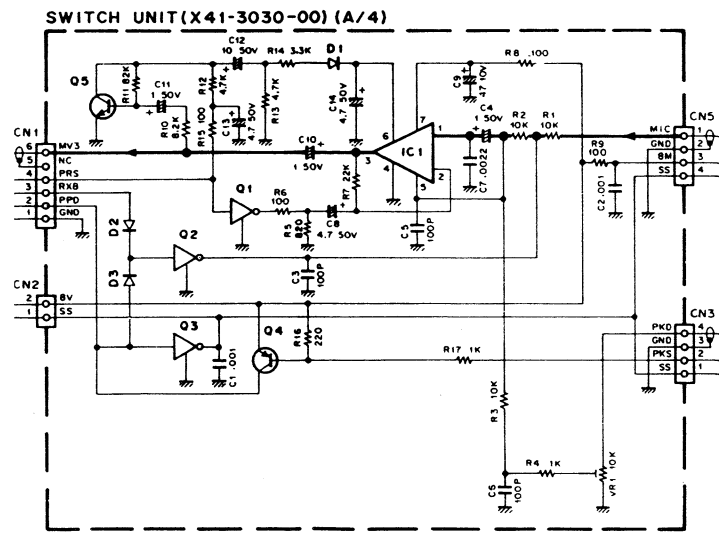 SWITCH UNIT(X41-3030-00)(A/4)
C12
10 50V
R14 3.3K
D1
R8 .100
Q5
R11 82K
C11
1 50V
R12
4.7K
R13 4.7K
C14
4.7 50V
C9
47 10V
C4
1 50V
R2
10K
R1
10K
CN5
CN1
R10
8.2K
R15 100
C13
4.7 50V
C10
1 50V
7
6
1
IC1
3
4
2
5
C7 .0022
R9
100
MIC 1
GND 2
8M 3
SS 4
6 MV3
5 NC
4 PRS
3 RXB
2 PPD
1 GND
R7 22K
Q1
R6
100
R5
820
C8
4.7 50V
C5
100P
C2 .001
D2
Q2
D3
C3
100P
CN2
2 8V
1 SS
Q3
Q4
R16
220
C1 .001
CN3
PKD 4
GND 3
PKS 2
SS 1
R17 1K
R3 10K
R4 1K
C6
100P
VR1 10K